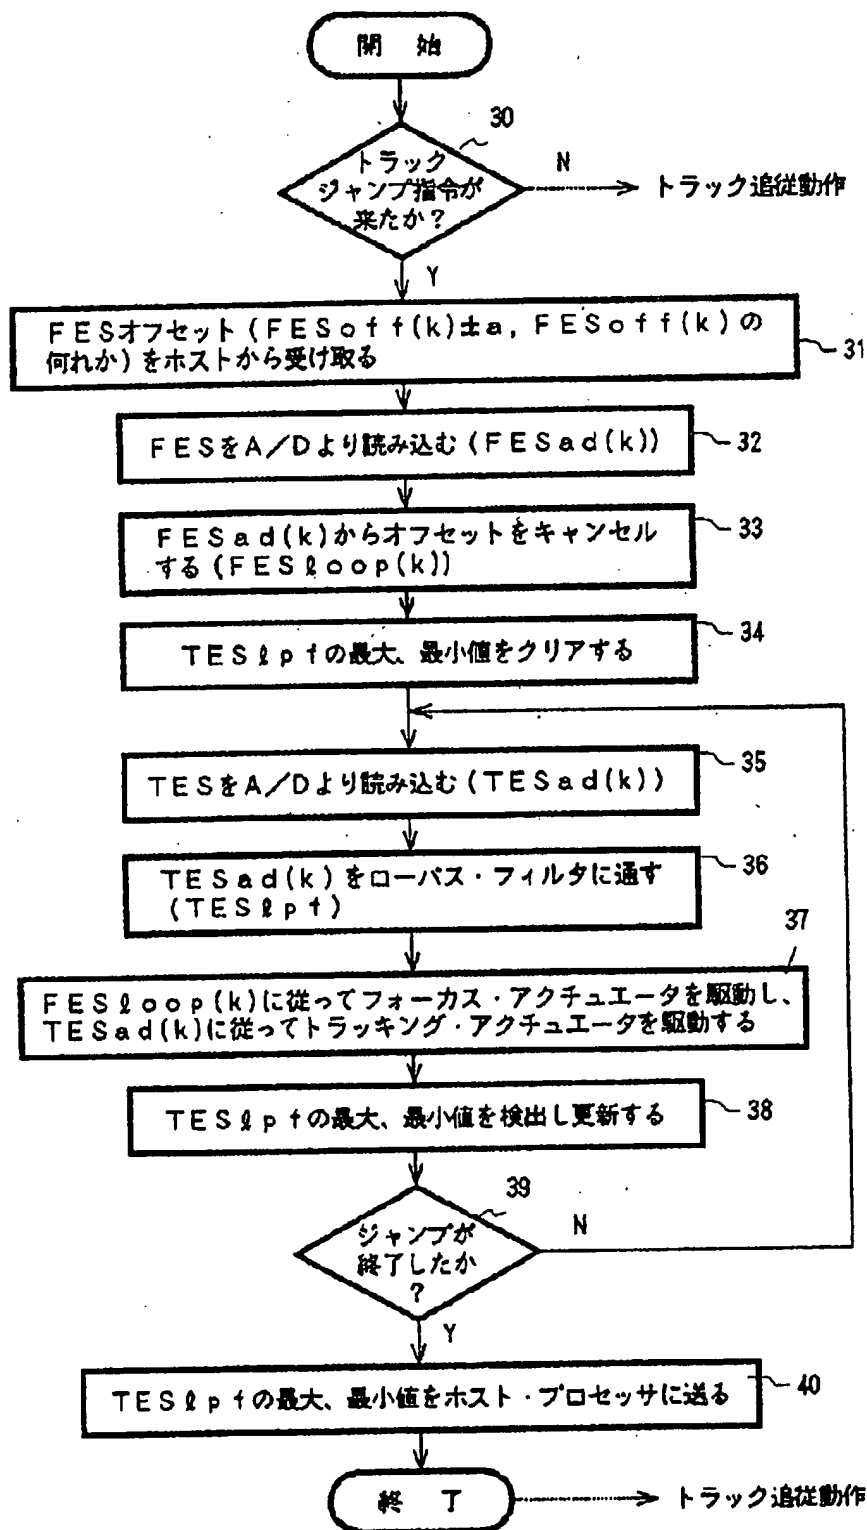 開 始
30
トラック
ジャンプ指令が
来たか？
N
トラック追従動作
Y
FESオフセット（FESoff(k)±a，FESoff(k)の
何れか）をホストから受け取る
31
FESをA／Dより読み込む（FESad(k)）
32
FESad(k)からオフセットをキャンセル
する（FESℓoop(k)）
33
TESℓpfの最大、最小値をクリアする
34
TESをA／Dより読み込む（TESad(k)）
35
TESad(k)をローパス・フィルタに通す
（TESℓpf）
36
37
FESℓoop(k)に従ってフォーカス・アクチュエータを駆動し、
TESad(k)に従ってトラッキング・アクチュエータを駆動する
TESℓpfの最大、最小値を検出し更新する
38
39
ジャンプが
終了したか
？
N
Y
TESℓpfの最大、最小値をホスト・プロセッサに送る
40
終 了
トラック追従動作